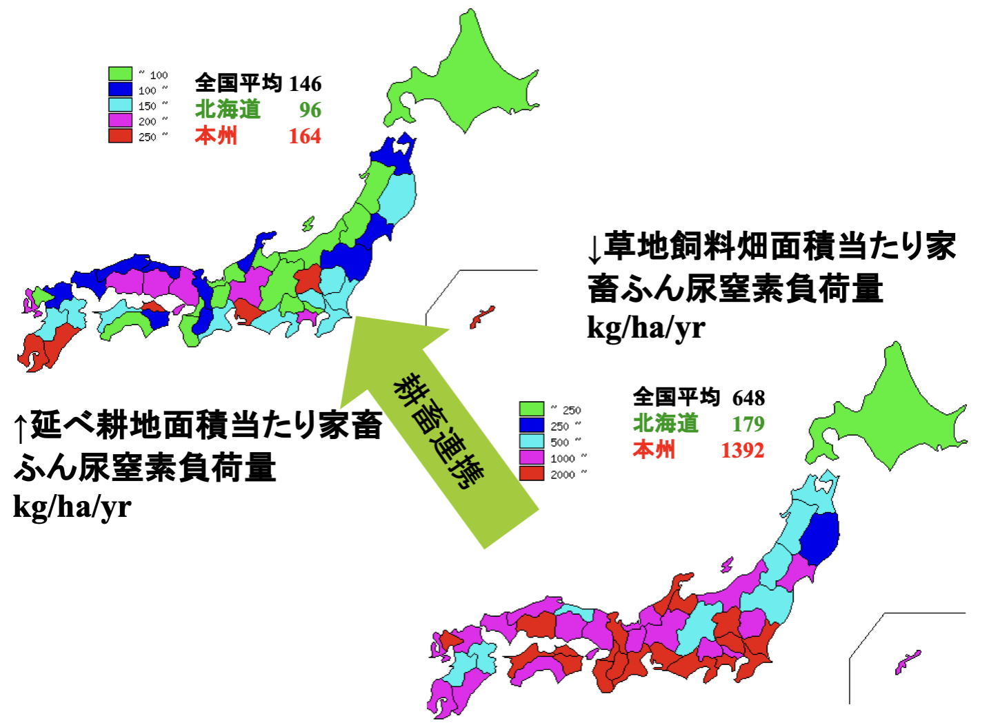 ~ 100
100 ~
150 ~
200 ~
250 ~
全国平均 146
北海道 96
本州 164
↓草地飼料畑面積当たり家
畜ふん尿窒素負荷量
kg/ha/yr
耕畜連携
↑延べ耕地面積当たり家畜
ふん尿窒素負荷量
kg/ha/yr
~ 250
250 ~
500 ~
1000 ~
2000 ~
全国平均 648
北海道 179
本州 1392